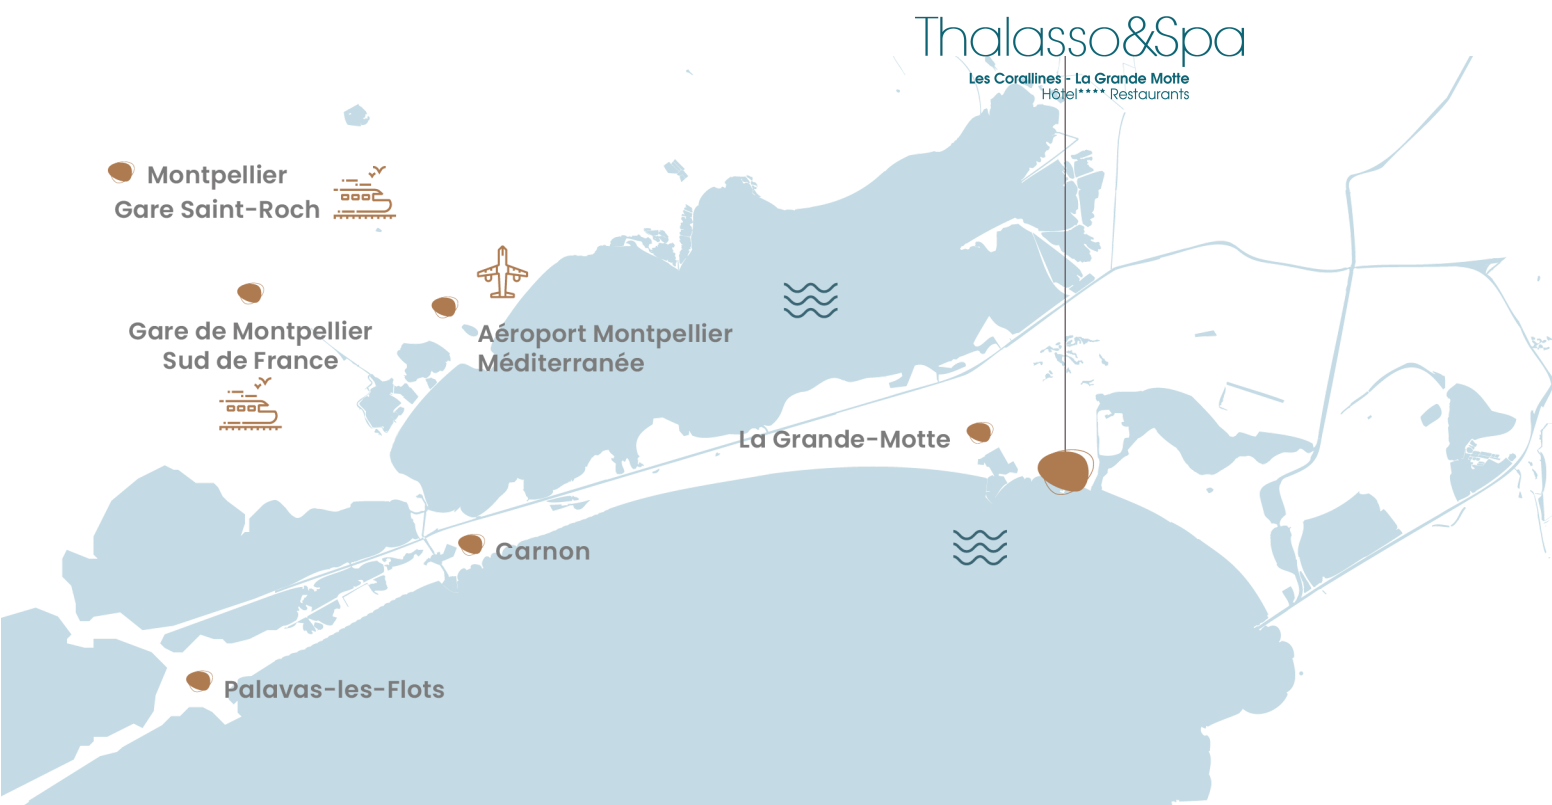 Thalasso&Spa
Les Corallines - La Grande Motte
Hôtel**** Restaurants
Montpellier
Gare Saint-Roch
Gare de Montpellier
Sud de France
Aéroport Montpellier
Méditerranée
La Grande-Motte
Carnon
Palavas-les-Flots